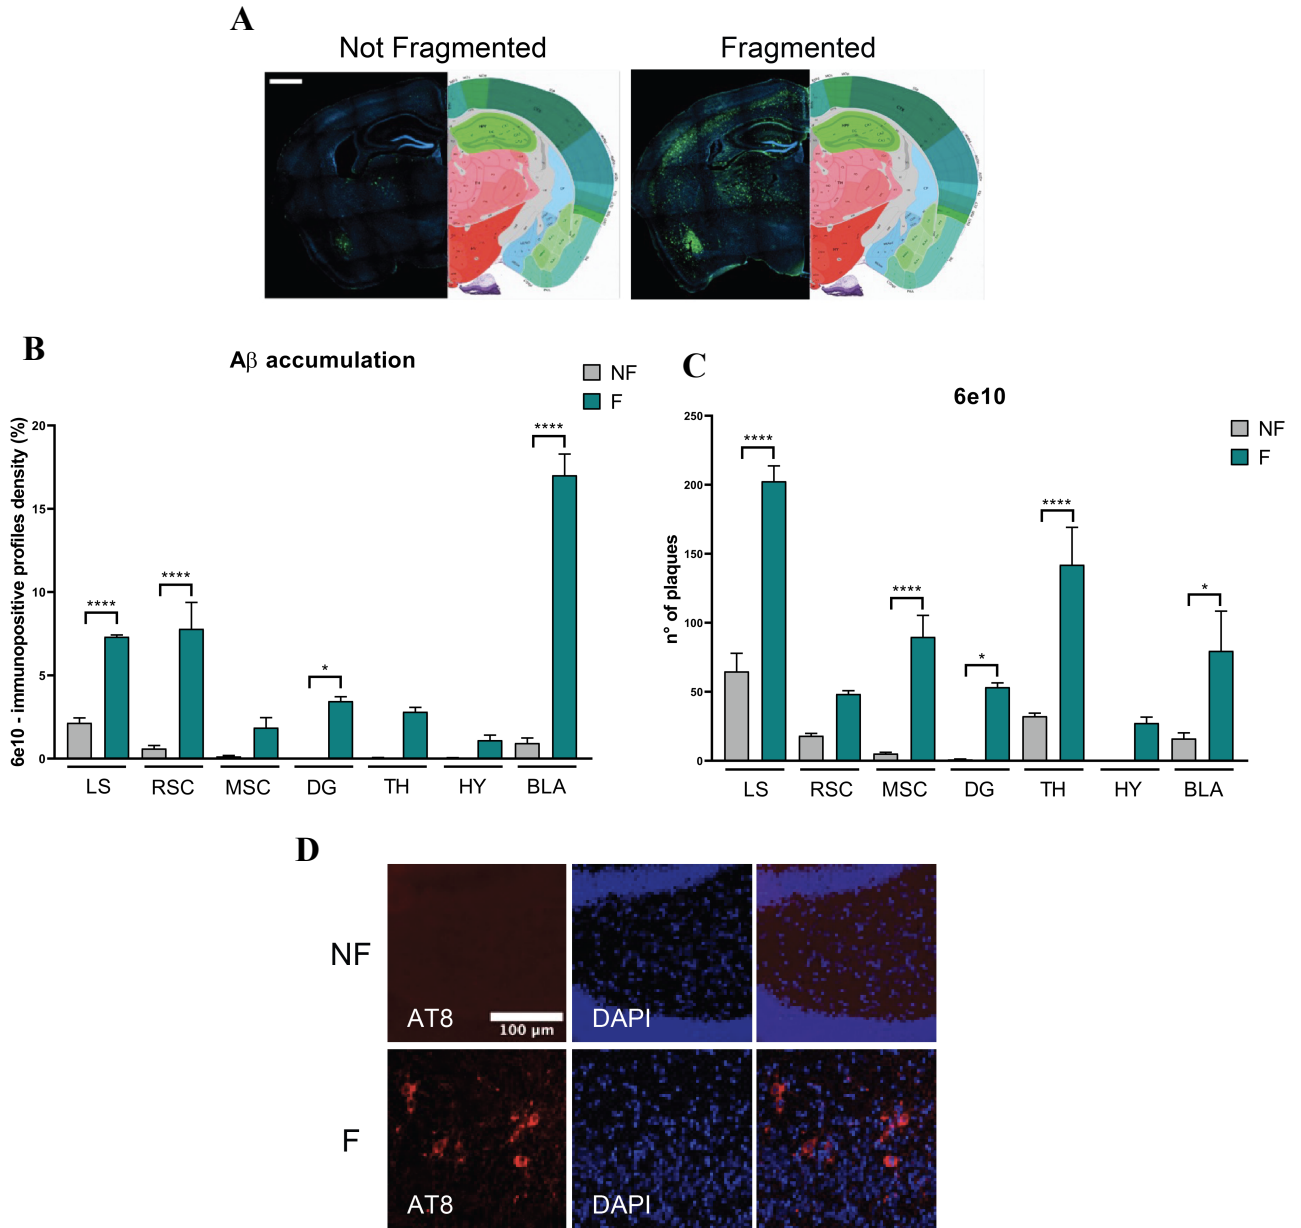 A
Not Fragmented
Fragmented
B
Aβ accumulation
NF
F
6e10 - immunopositive profiles density (%)
20
15
10
5
0
****
****
*
****
LS RSC MSC DG TH HY BLA
C
6e10
NF
F
n° of plaques
250
200
150
100
50
0
****
****
*
****
*
LS RSC MSC DG TH HY BLA
D
NF
AT8
100 µm
DAPI
F
AT8
DAPI